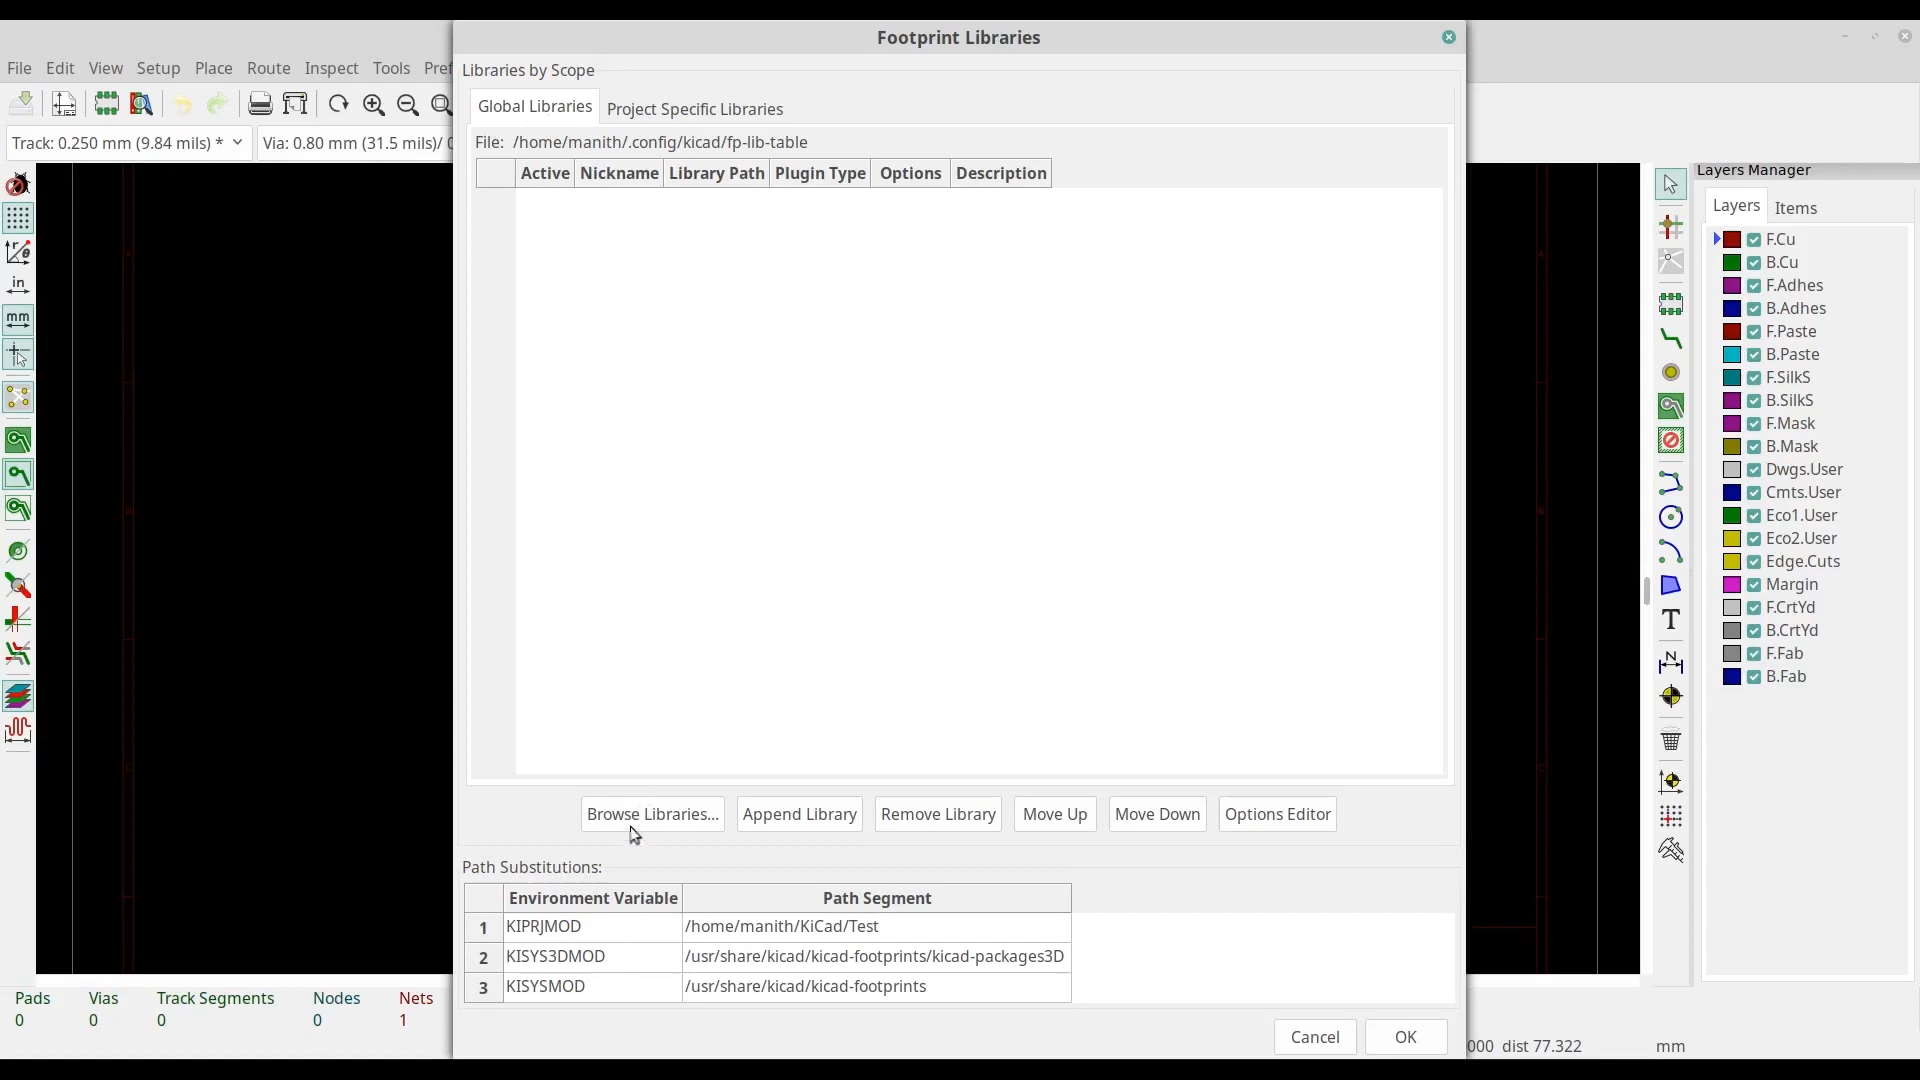 Footprint Libraries
File Edit View Setup Place Route Inspect Tools Pref
Libraries by Scope
Global Libraries Project Specific Libraries
Track: 0.250 mm (9.84 mils) *
Via: 0.80 mm (31.5 mils)/ 0
File: /home/manith/.config/kicad/fp-lib-table
Active Nickname Library Path Plugin Type Options Description
Layers Manager
Layers Items
F.Cu
B.Cu
F.Adhes
B.Adhes
F.Paste
B.Paste
F.SilkS
B.SilkS
F.Mask
B.Mask
Dwgs.User
Cmts.User
Eco1.User
Eco2.User
Edge.Cuts
Margin
F.CrtYd
B.CrtYd
F.Fab
B.Fab
in
mm
T
N
Browse Libraries... Append Library Remove Library Move Up Move Down Options Editor
Path Substitutions:
Environment Variable Path Segment
1 KIPRJMOD /home/manith/KiCad/Test
2 KISYS3DMOD /usr/share/kicad/kicad-footprints/kicad-packages3D
3 KISYSMOD /usr/share/kicad/kicad-footprints
Pads Vias Track Segments Nodes Nets
0 0 0 0 1
Cancel OK
000 dist 77.322 mm